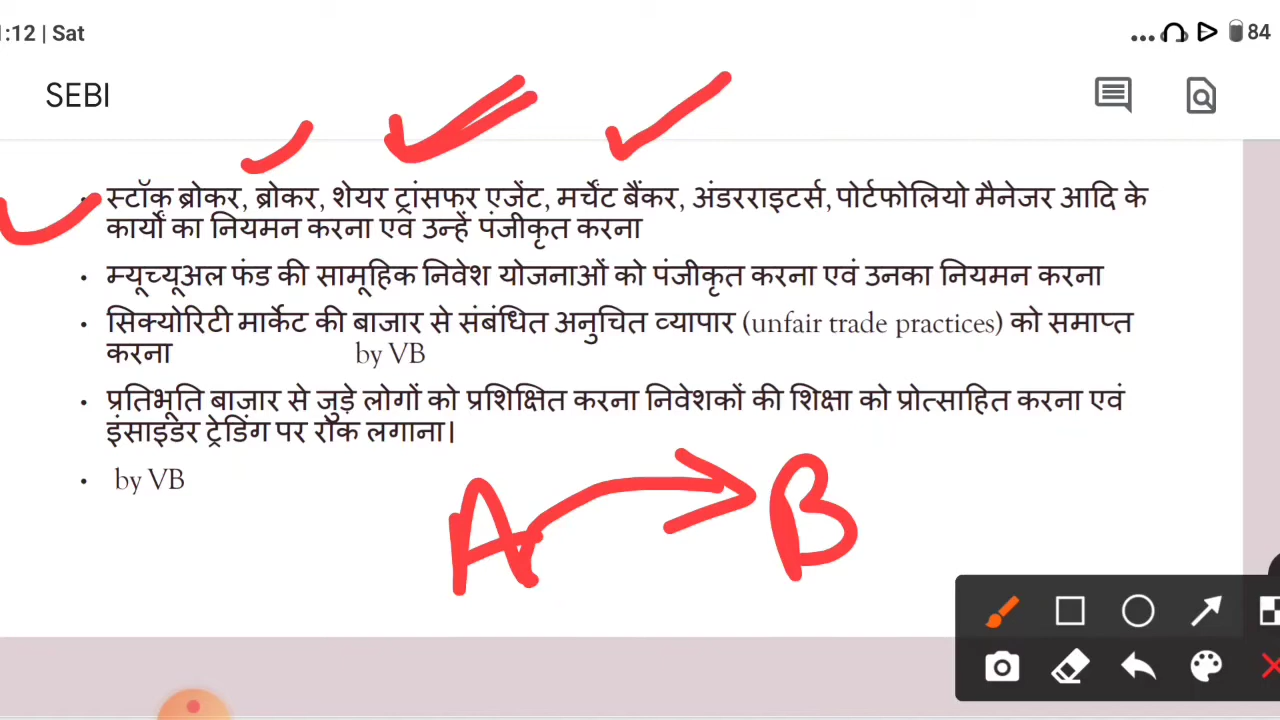 1:12 | Sat
84
SEBI
• स्टॉक ब्रोकर, ब्रोकर, शेयर ट्रांसफर एजेंट, मर्चेंट बैंकर, अंडरराइटर्स, पोर्टफोलियो मैनेजर आदि के
कार्यों का नियमन करना एवं उन्हें पंजीकृत करना
• म्यूच्यूअल फंड की सामूहिक निवेश योजनाओं को पंजीकृत करना एवं उनका नियमन करना
• सिक्योरिटी मार्केट की बाजार से संबंधित अनुचित व्यापार (unfair trade practices) को समाप्त
करना by VB
• प्रतिभूति बाजार से जुड़े लोगों को प्रशिक्षित करना निवेशकों की शिक्षा को प्रोत्साहित करना एवं
इंसाइडर ट्रेडिंग पर रोक लगाना।
• by VB
A → B